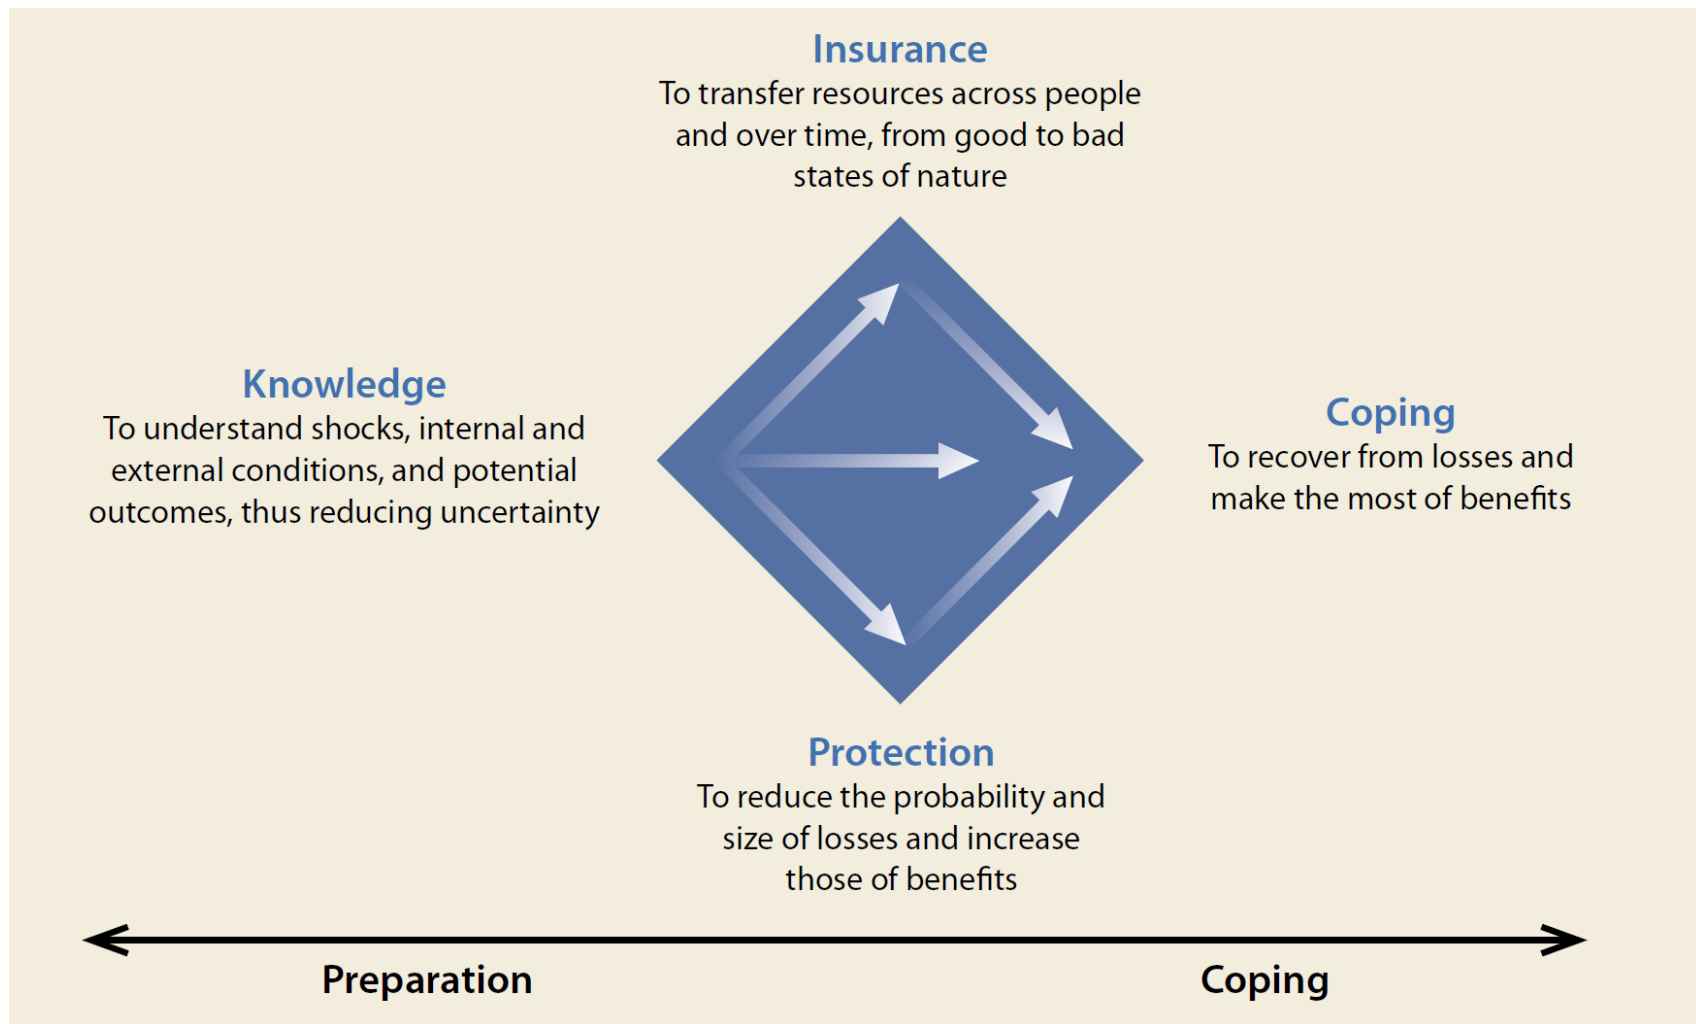 Insurance
To transfer resources across people
and over time, from good to bad
states of nature
Knowledge
To understand shocks, internal and
external conditions, and potential
outcomes, thus reducing uncertainty
Coping
To recover from losses and
make the most of benefits
Protection
To reduce the probability and
size of losses and increase
those of benefits
Preparation
Coping